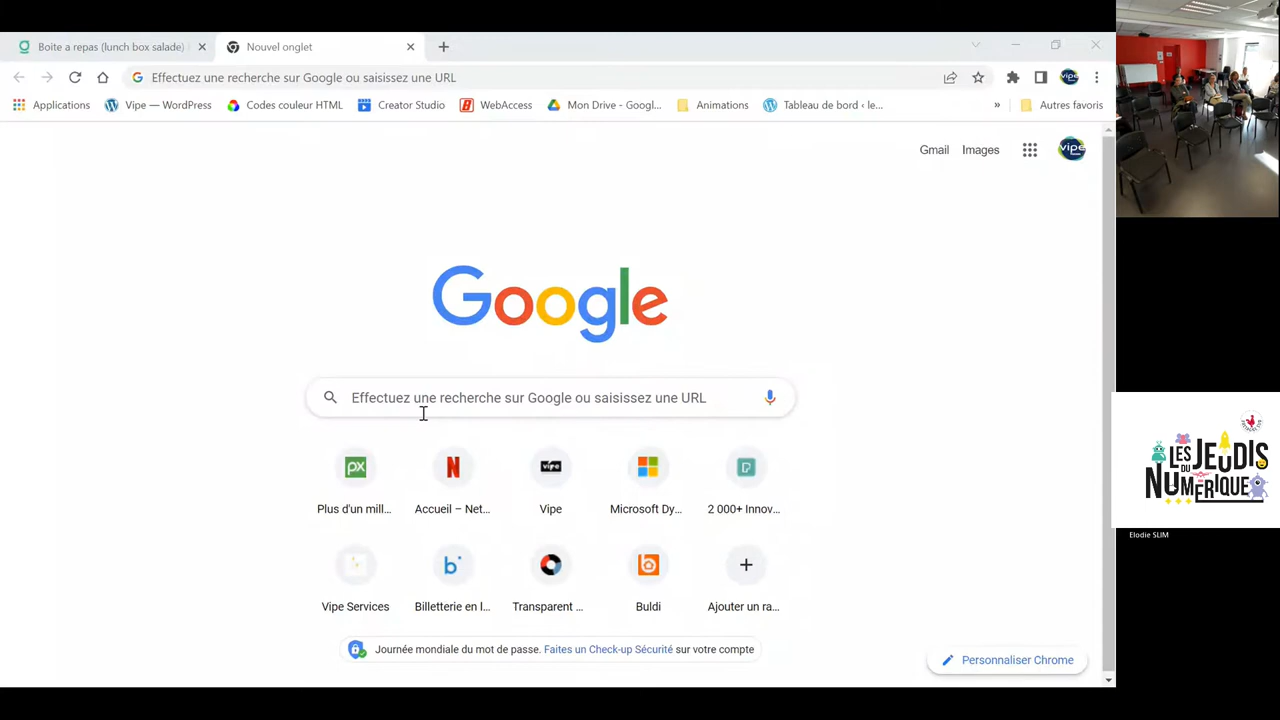 Boite a repas (lunch box salade)
Nouvel onglet
Effectuez une recherche sur Google ou saisissez une URL
Applications
Vipe — WordPress
Codes couleur HTML
Creator Studio
WebAccess
Mon Drive - Googl...
Animations
Tableau de bord ‹ le...
»
Autres favoris
Gmail
Images
vipe
Google
Effectuez une recherche sur Google ou saisissez une URL
Plus d'un mill...
Accueil – Net...
Vipe
Microsoft Dy...
2 000+ Innov...
Vipe Services
Billetterie en l...
Transparent ...
Buldi
Ajouter un ra...
Journée mondiale du mot de passe. Faites un Check-up Sécurité sur votre compte
Personnaliser Chrome
LES JEUDIS
DU
NUMÉRIQUE
Elodie SLIM